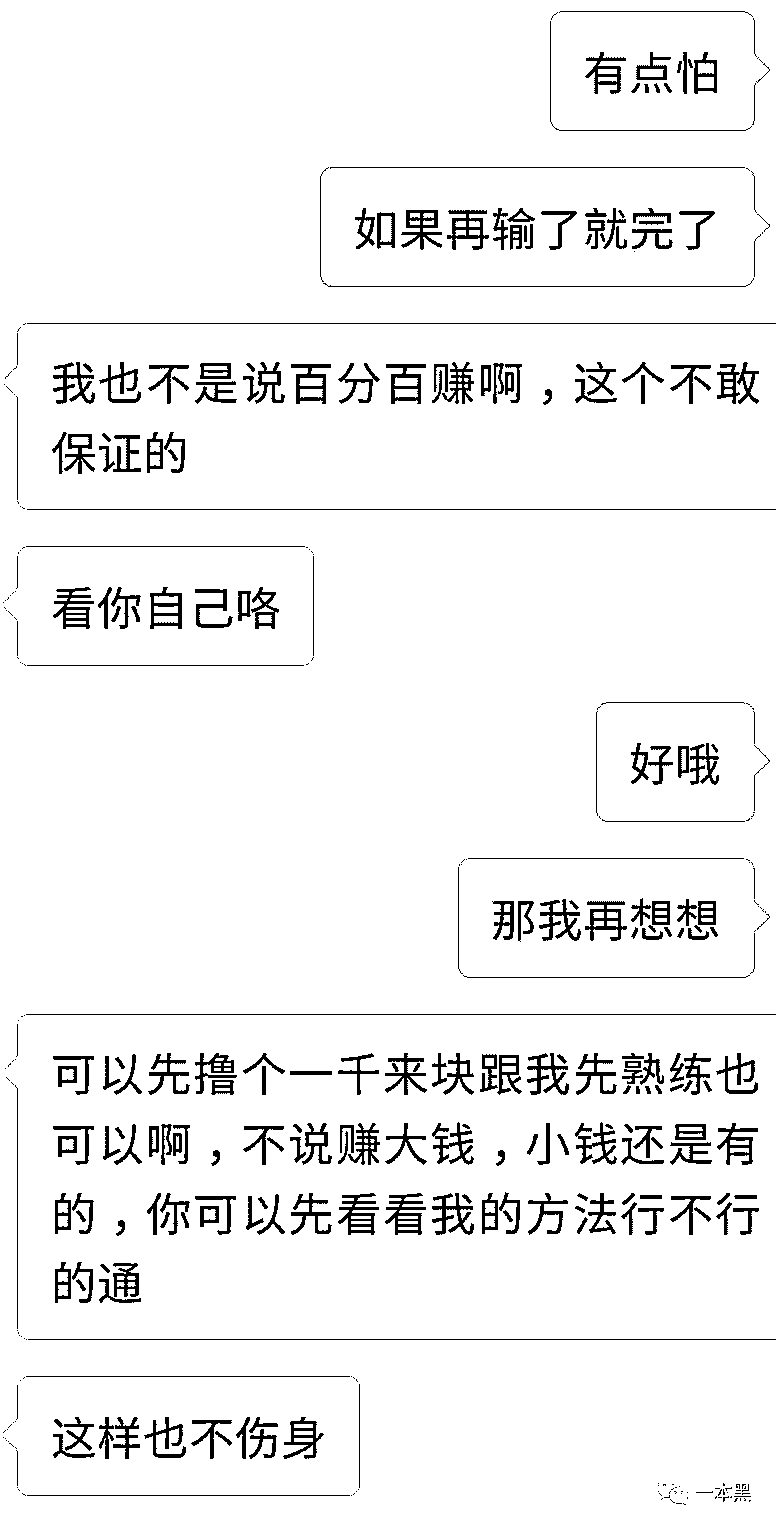 有点怕
如果再输了就完了
我也不是说百分百赚啊，这个不敢
保证的
看你自己咯
好哦
那我再想想
可以先撸个一千来块跟我先熟练也
可以啊，不说赚大钱，小钱还是有
的，你可以先看看我的方法行不行
的通
这样也不伤身
一本黑